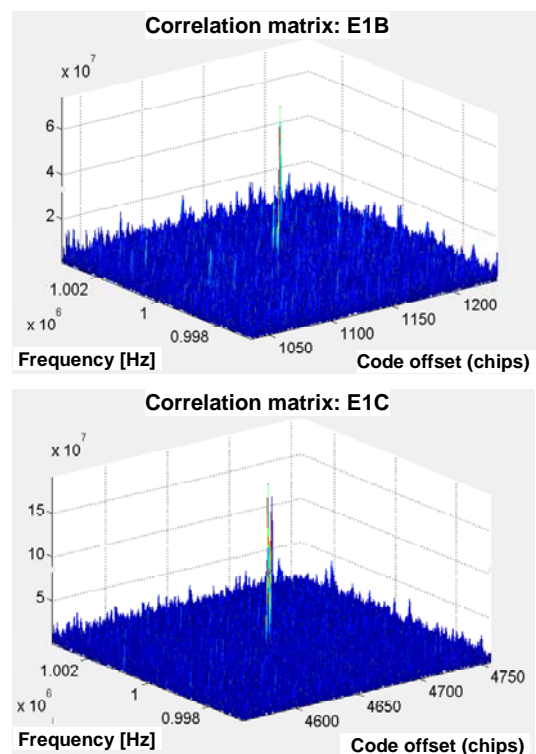 Correlation matrix: E1B
x 10^7
6
4
2
1.002
1
0.998
x 10^6
1050
1100
1150
1200
Frequency [Hz]
Code offset (chips)
Correlation matrix: E1C
x 10^7
15
10
5
1.002
1
0.998
x 10^6
4600
4650
4700
4750
Frequency [Hz]
Code offset (chips)